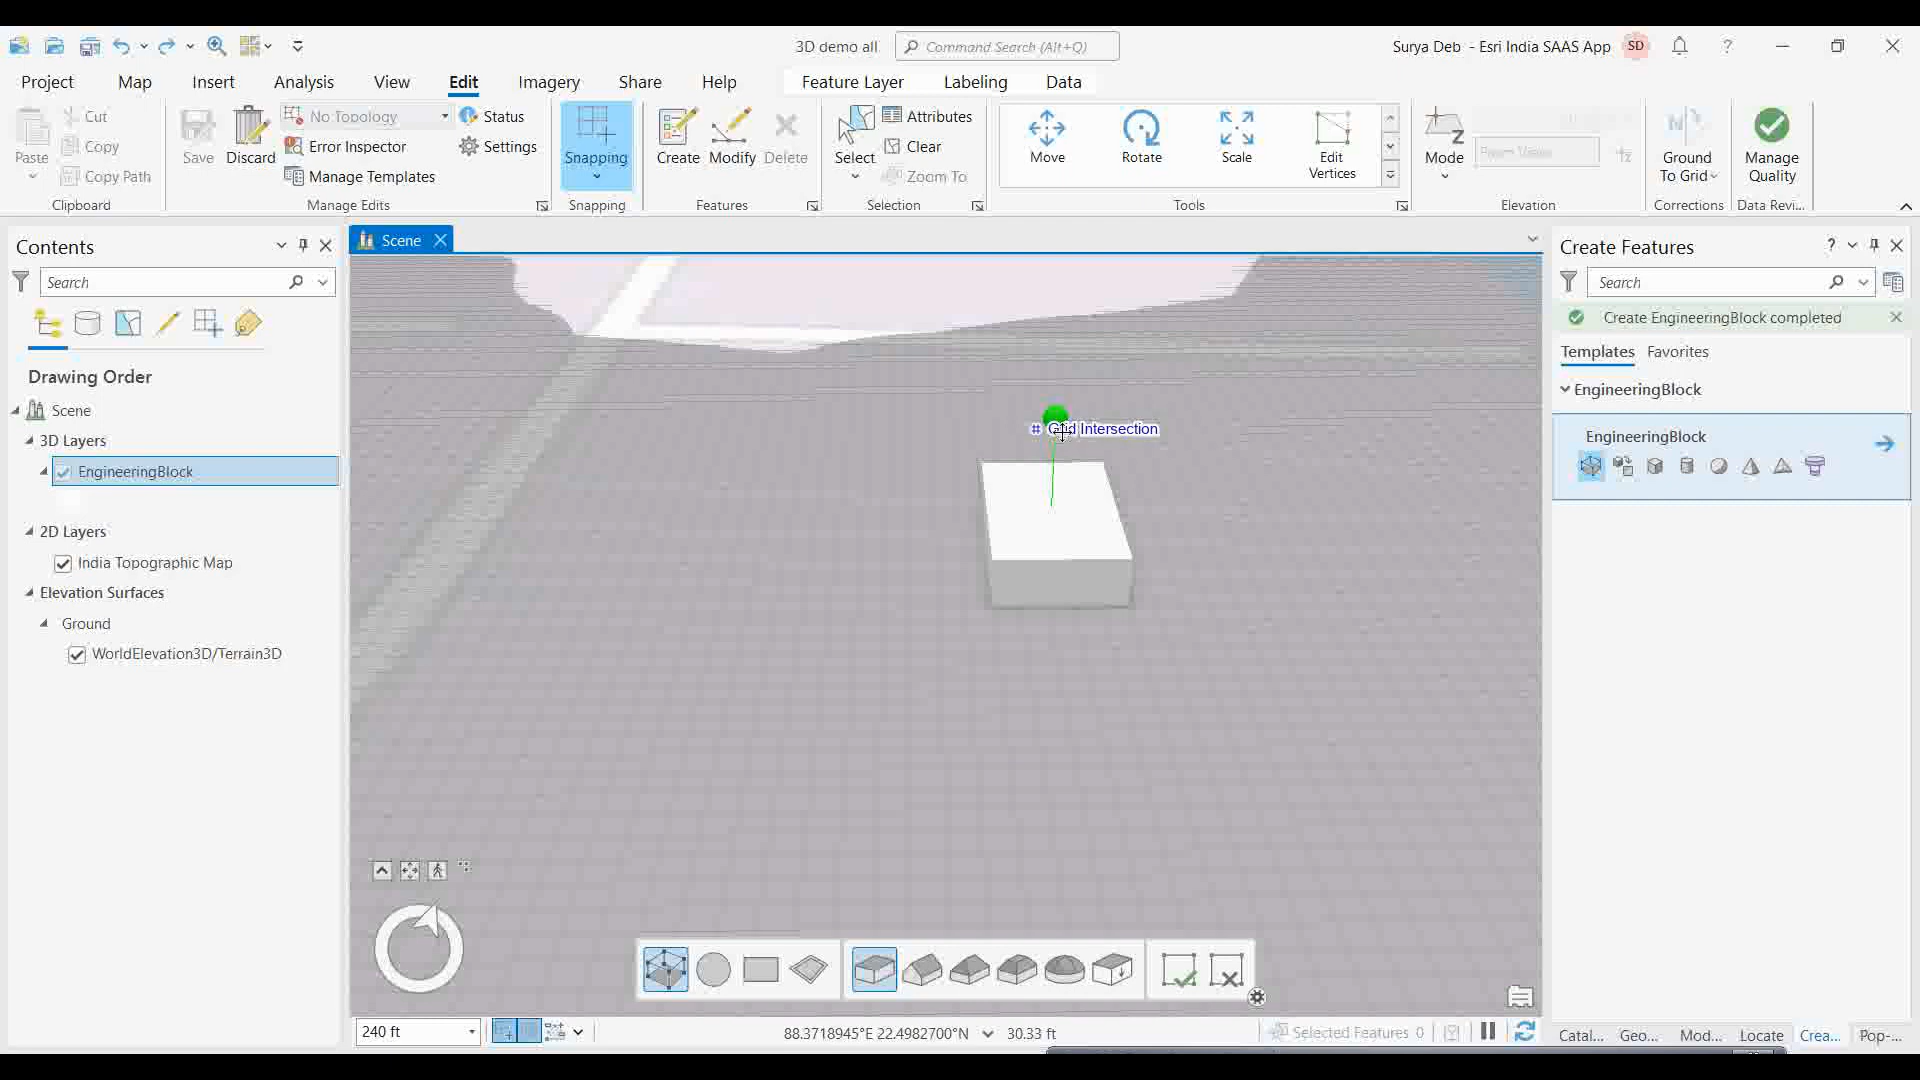 3D demo all
Command Search (Alt+Q)
Surya Deb - Esri India SAAS App
SD
Project
Map
Insert
Analysis
View
Edit
Imagery
Share
Help
Feature Layer
Labeling
Data
Paste
Cut
Copy
Copy Path
Clipboard
Save
Discard
No Topology
Error Inspector
Manage Templates
Status
Settings
Manage Edits
Snapping
Snapping
Create
Modify
Delete
Features
Select
Attributes
Clear
Zoom To
Selection
Move
Rotate
Scale
Edit
Vertices
Tools
Mode
Elevation
Ground
To Grid
Corrections
Manage
Quality
Data Revi...
Contents
Search
Drawing Order
Scene
3D Layers
EngineeringBlock
2D Layers
India Topographic Map
Elevation Surfaces
Ground
WorldElevation3D/Terrain3D
Scene
# Grid Intersection
240 ft
88.3718945°E 22.4982700°N
30.33 ft
Selected Features 0
Create Features
Search
Create EngineeringBlock completed
Templates
Favorites
EngineeringBlock
EngineeringBlock
Catal...
Geo...
Mod...
Locate
Crea...
Pop-...